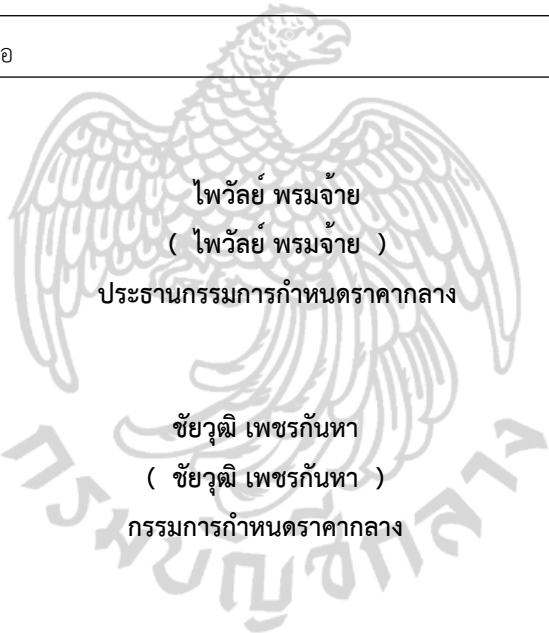 อ
ไพวัลย์ พรมจ้าย
( ไพวัลย์ พรมจ้าย )
ประธานกรรมการกำหนดราคากลาง
ชัยวุฒิ เพชรกันหา
( ชัยวุฒิ เพชรกันหา )
กรรมการกำหนดราคากลาง
กรมบัญชีกลาง